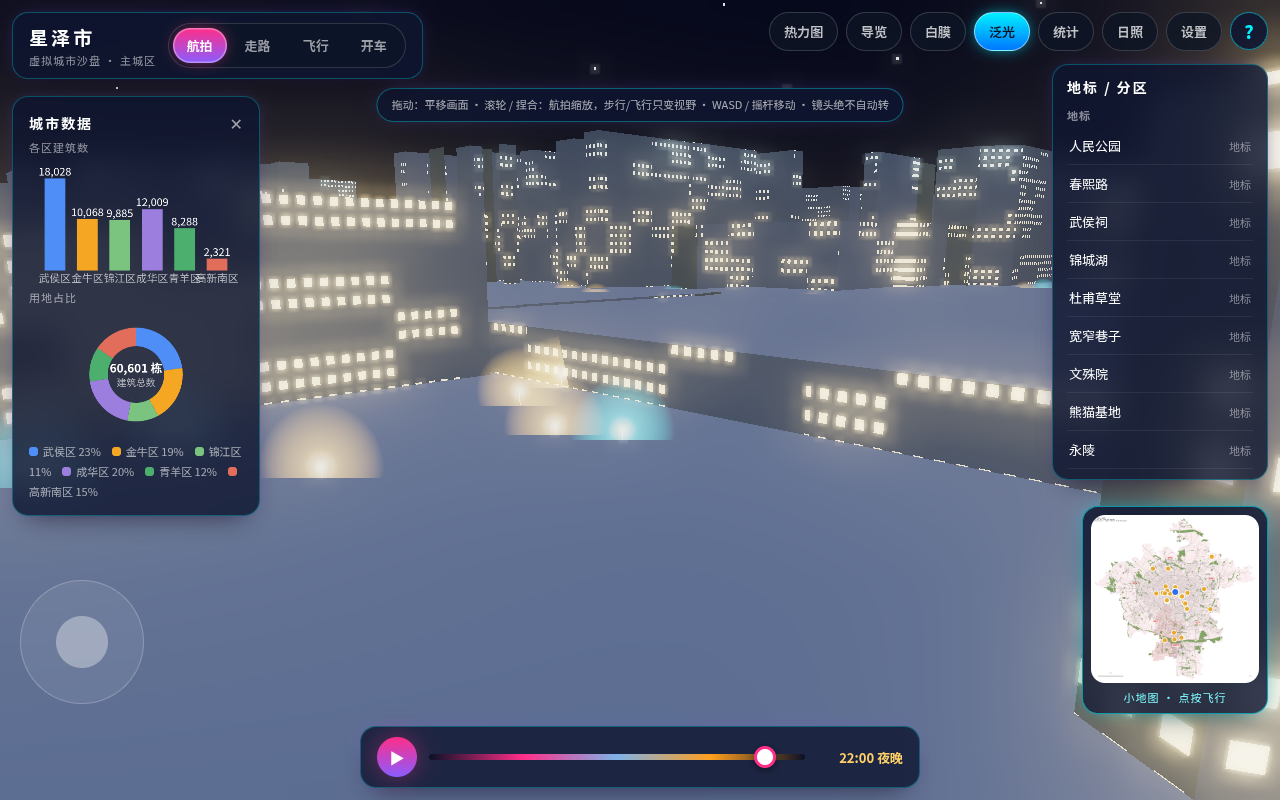 星泽市
虚拟城市沙盘 · 主城区
航拍 走路 飞行 开车
热力图 导览 白膜 泛光 统计 日照 设置 ?
拖动：平移画面 · 滚轮 / 捏合：航拍缩放，步行/飞行只变视野 · WASD / 摇杆移动 · 镜头绝不自动转
城市数据 ✕
各区建筑数
18,028
10,068
9,885
12,009
8,288
2,321
武侯区 金牛区 锦江区 成华区 青羊区 高新南区
用地占比
60,601 栋
建筑总数
武侯区 23% 金牛区 19% 锦江区
11% 成华区 20% 青羊区 12%
高新南区 15%
地标 / 分区
地标
人民公园 地标
春熙路 地标
武侯祠 地标
锦城湖 地标
杜甫草堂 地标
宽窄巷子 地标
文殊院 地标
熊猫基地 地标
永陵 地标
小地图 · 点按飞行
22:00 夜晚